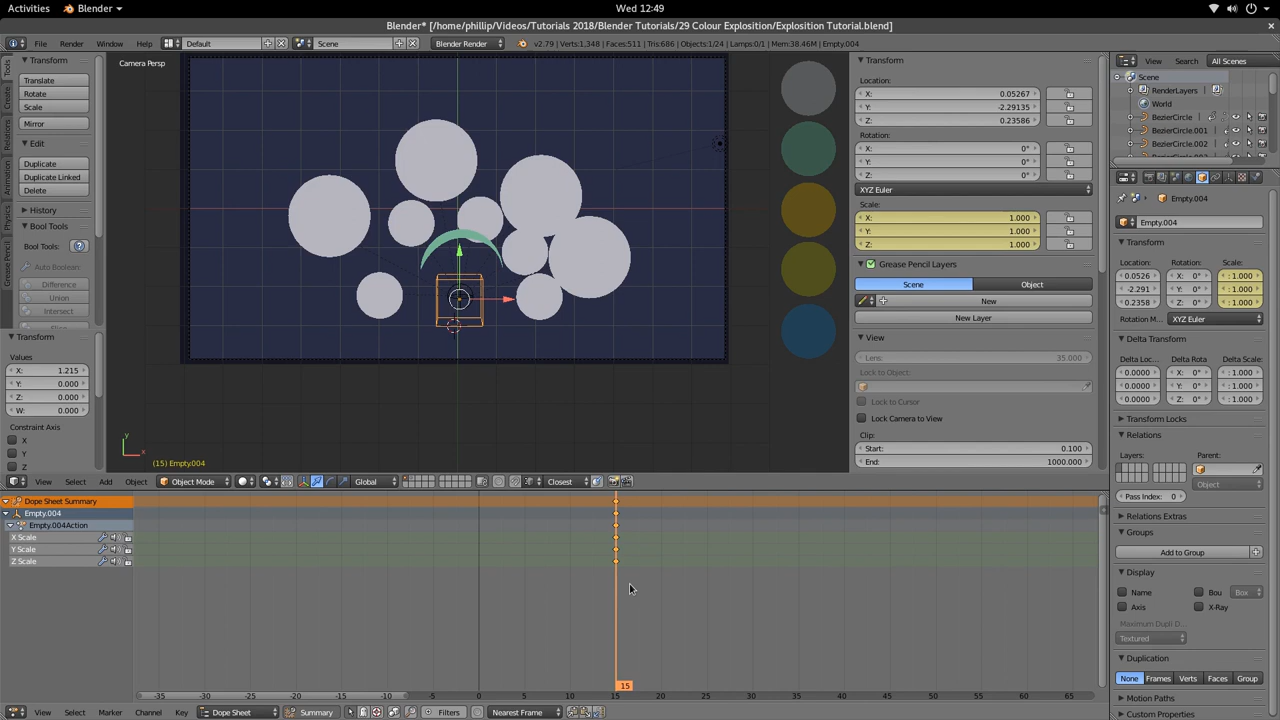 Activities Blender Wed 12:49
Blender* [/home/phillip/Videos/Tutorials 2018/Blender Tutorials/29 Colour Exposition/Explosition Tutorial.blend]
File Render Window Help Default Scene Blender Render v2.79 | Verts:1,348 | Faces:511 | Tris:686 | Objects:1/24 | Lamps:0/1 | Mem:38.46M | Empty.004
Tools
Create
Relations
Animation
Physics
Grease Pencil
Transform
Translate
Rotate
Scale
Mirror
Edit
Duplicate
Duplicate Linked
Delete
History
Bool Tools
Bool Tools:
Auto Boolean:
Difference
Union
Intersect
Transform
Values
X: 1.215
Y: 0.000
Z: 0.000
W: 0.000
Constraint Axis
X
Y
Z
Camera Persp
y
x
(15) Empty.004
Transform
Location:
X: 0.05267
Y: -2.29135
Z: 0.23586
Rotation:
X: 0°
Y: 0°
Z: 0°
XYZ Euler
Scale:
X: 1.000
Y: 1.000
Z: 1.000
Grease Pencil Layers
Scene Object
New
New Layer
View
Lens: 35.000
Lock to Object:
Lock to Cursor
Lock Camera to View
Clip:
Start: 0.100
End: 1000.000
View Search All Scenes
Scene
RenderLayers
World
BezierCircle
BezierCircle.001
BezierCircle.002
Empty.004
Empty.004
Transform
Location: Rotation: Scale:
0.0526 X: 0° : 1.000
-2.291 Y: 0° : 1.000
0.2358 Z: 0° : 1.000
Rotation M... XYZ Euler
Delta Transform
Delta Loc... Delta Rota Delta Scale:
0.0000 X: 0° : 1.000
0.0000 Y: 0° : 1.000
0.0000 Z: 0° : 1.000
Transform Locks
Relations
Layers: Parent:
Object
Pass Index: 0
Relations Extras
Groups
Add to Group
Display
Name Bou Box
Axis X-Ray
Maximum Dupli D...
Textured
Duplication
None Frames Verts Faces Group
Motion Paths
Custom Properties
View Select Add Object Object Mode Global Closest
Dope Sheet Summary
Empty.004
Empty.004Action
X Scale
Y Scale
Z Scale
15
-35 -30 -25 -20 -15 -10 -5 0 5 10 15 20 25 30 35 40 45 50 55 60 65
View Select Marker Channel Key Dope Sheet Summary Filters Nearest Frame